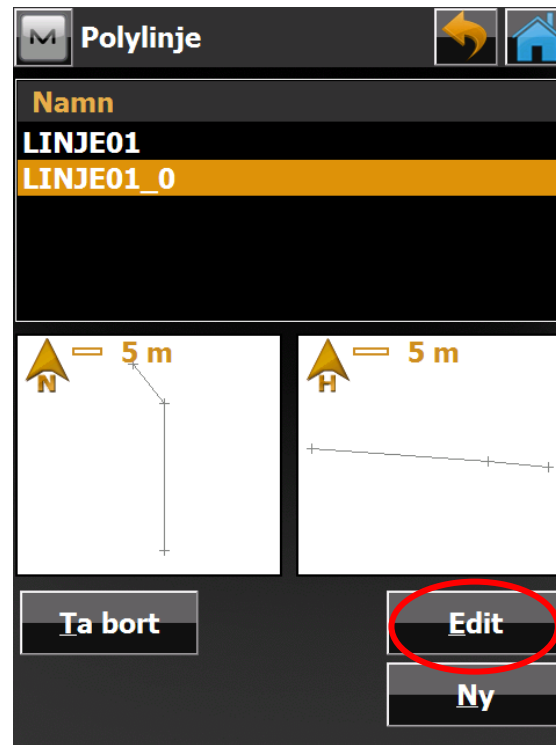 M Polylinje
Namn
LINJE01
LINJE01_0
5 m
N
5 m
H
Ta bort
Edit
Ny